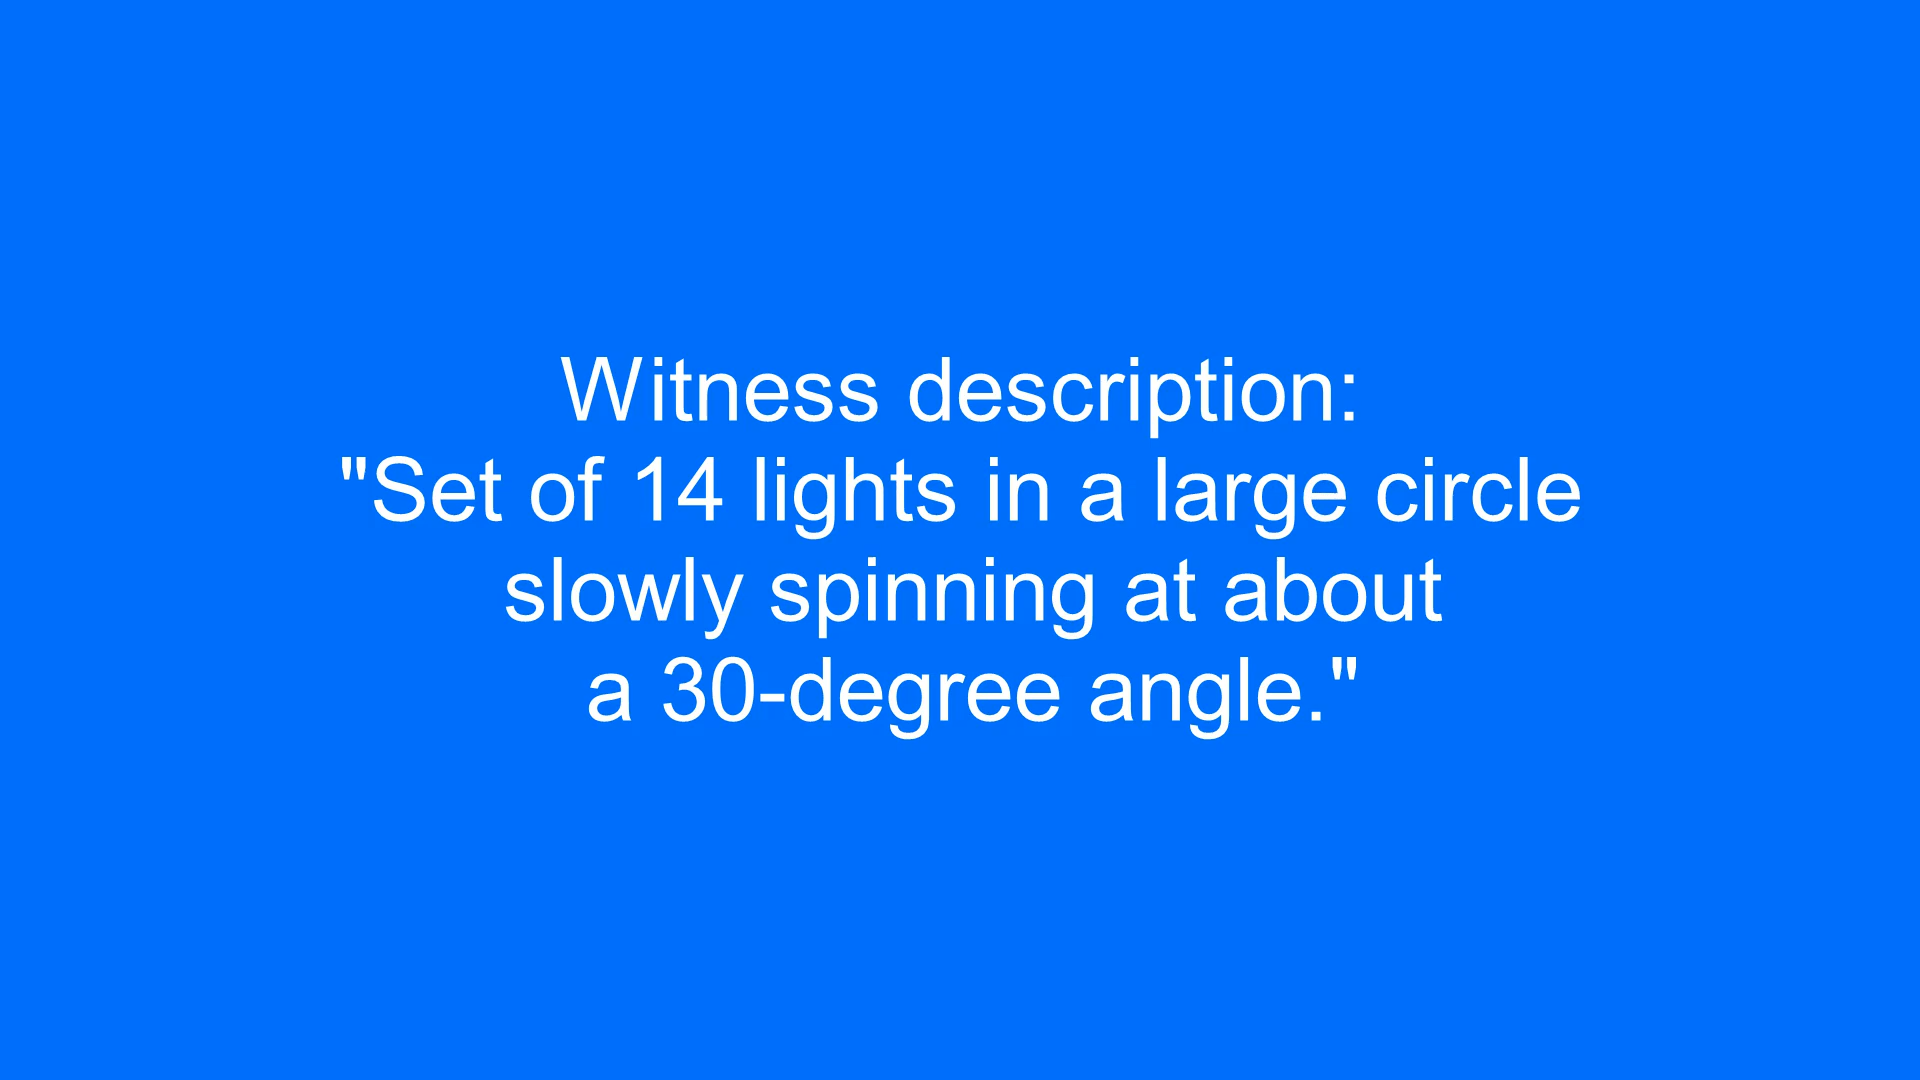 Witness description:
"Set of 14 lights in a large circle
slowly spinning at about
a 30-degree angle."